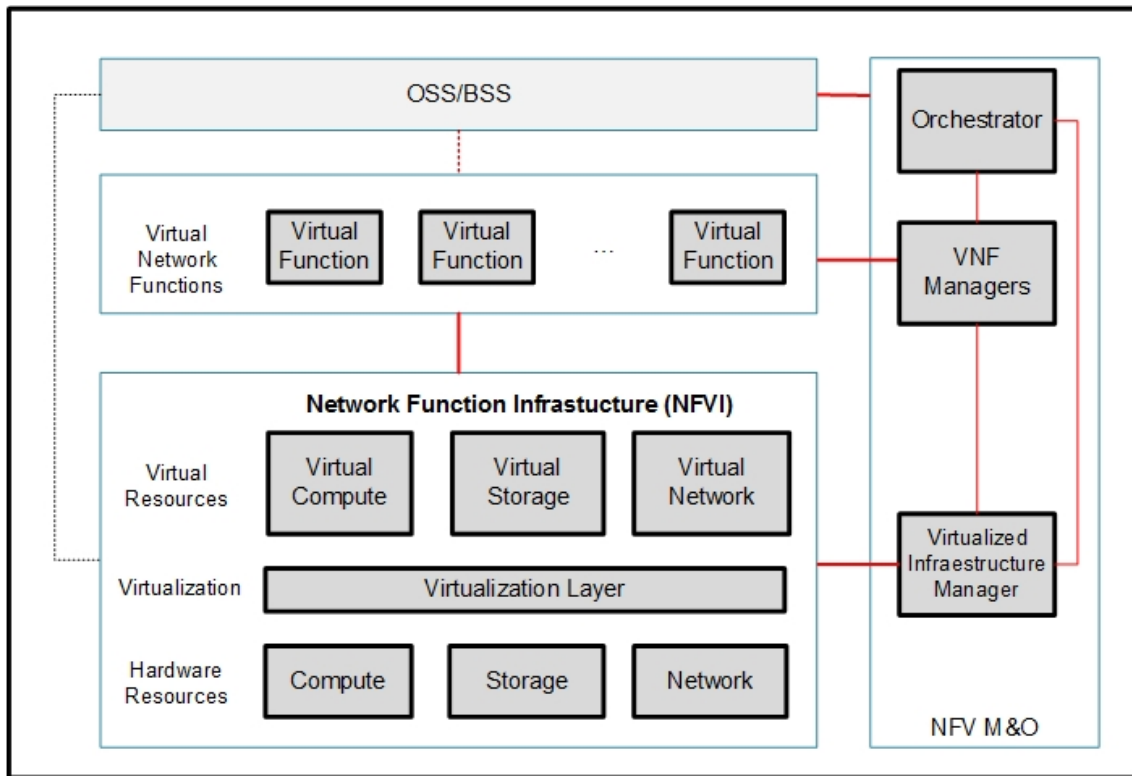 OSS/BSS
Orchestrator
Virtual
Network
Functions
Virtual
Function
Virtual
Function
...
Virtual
Function
VNF
Managers
Network Function Infrastucture (NFVI)
Virtual
Resources
Virtual
Compute
Virtual
Storage
Virtual
Network
Virtualization
Virtualization Layer
Virtualized
Infraestructure
Manager
Hardware
Resources
Compute
Storage
Network
NFV M&O